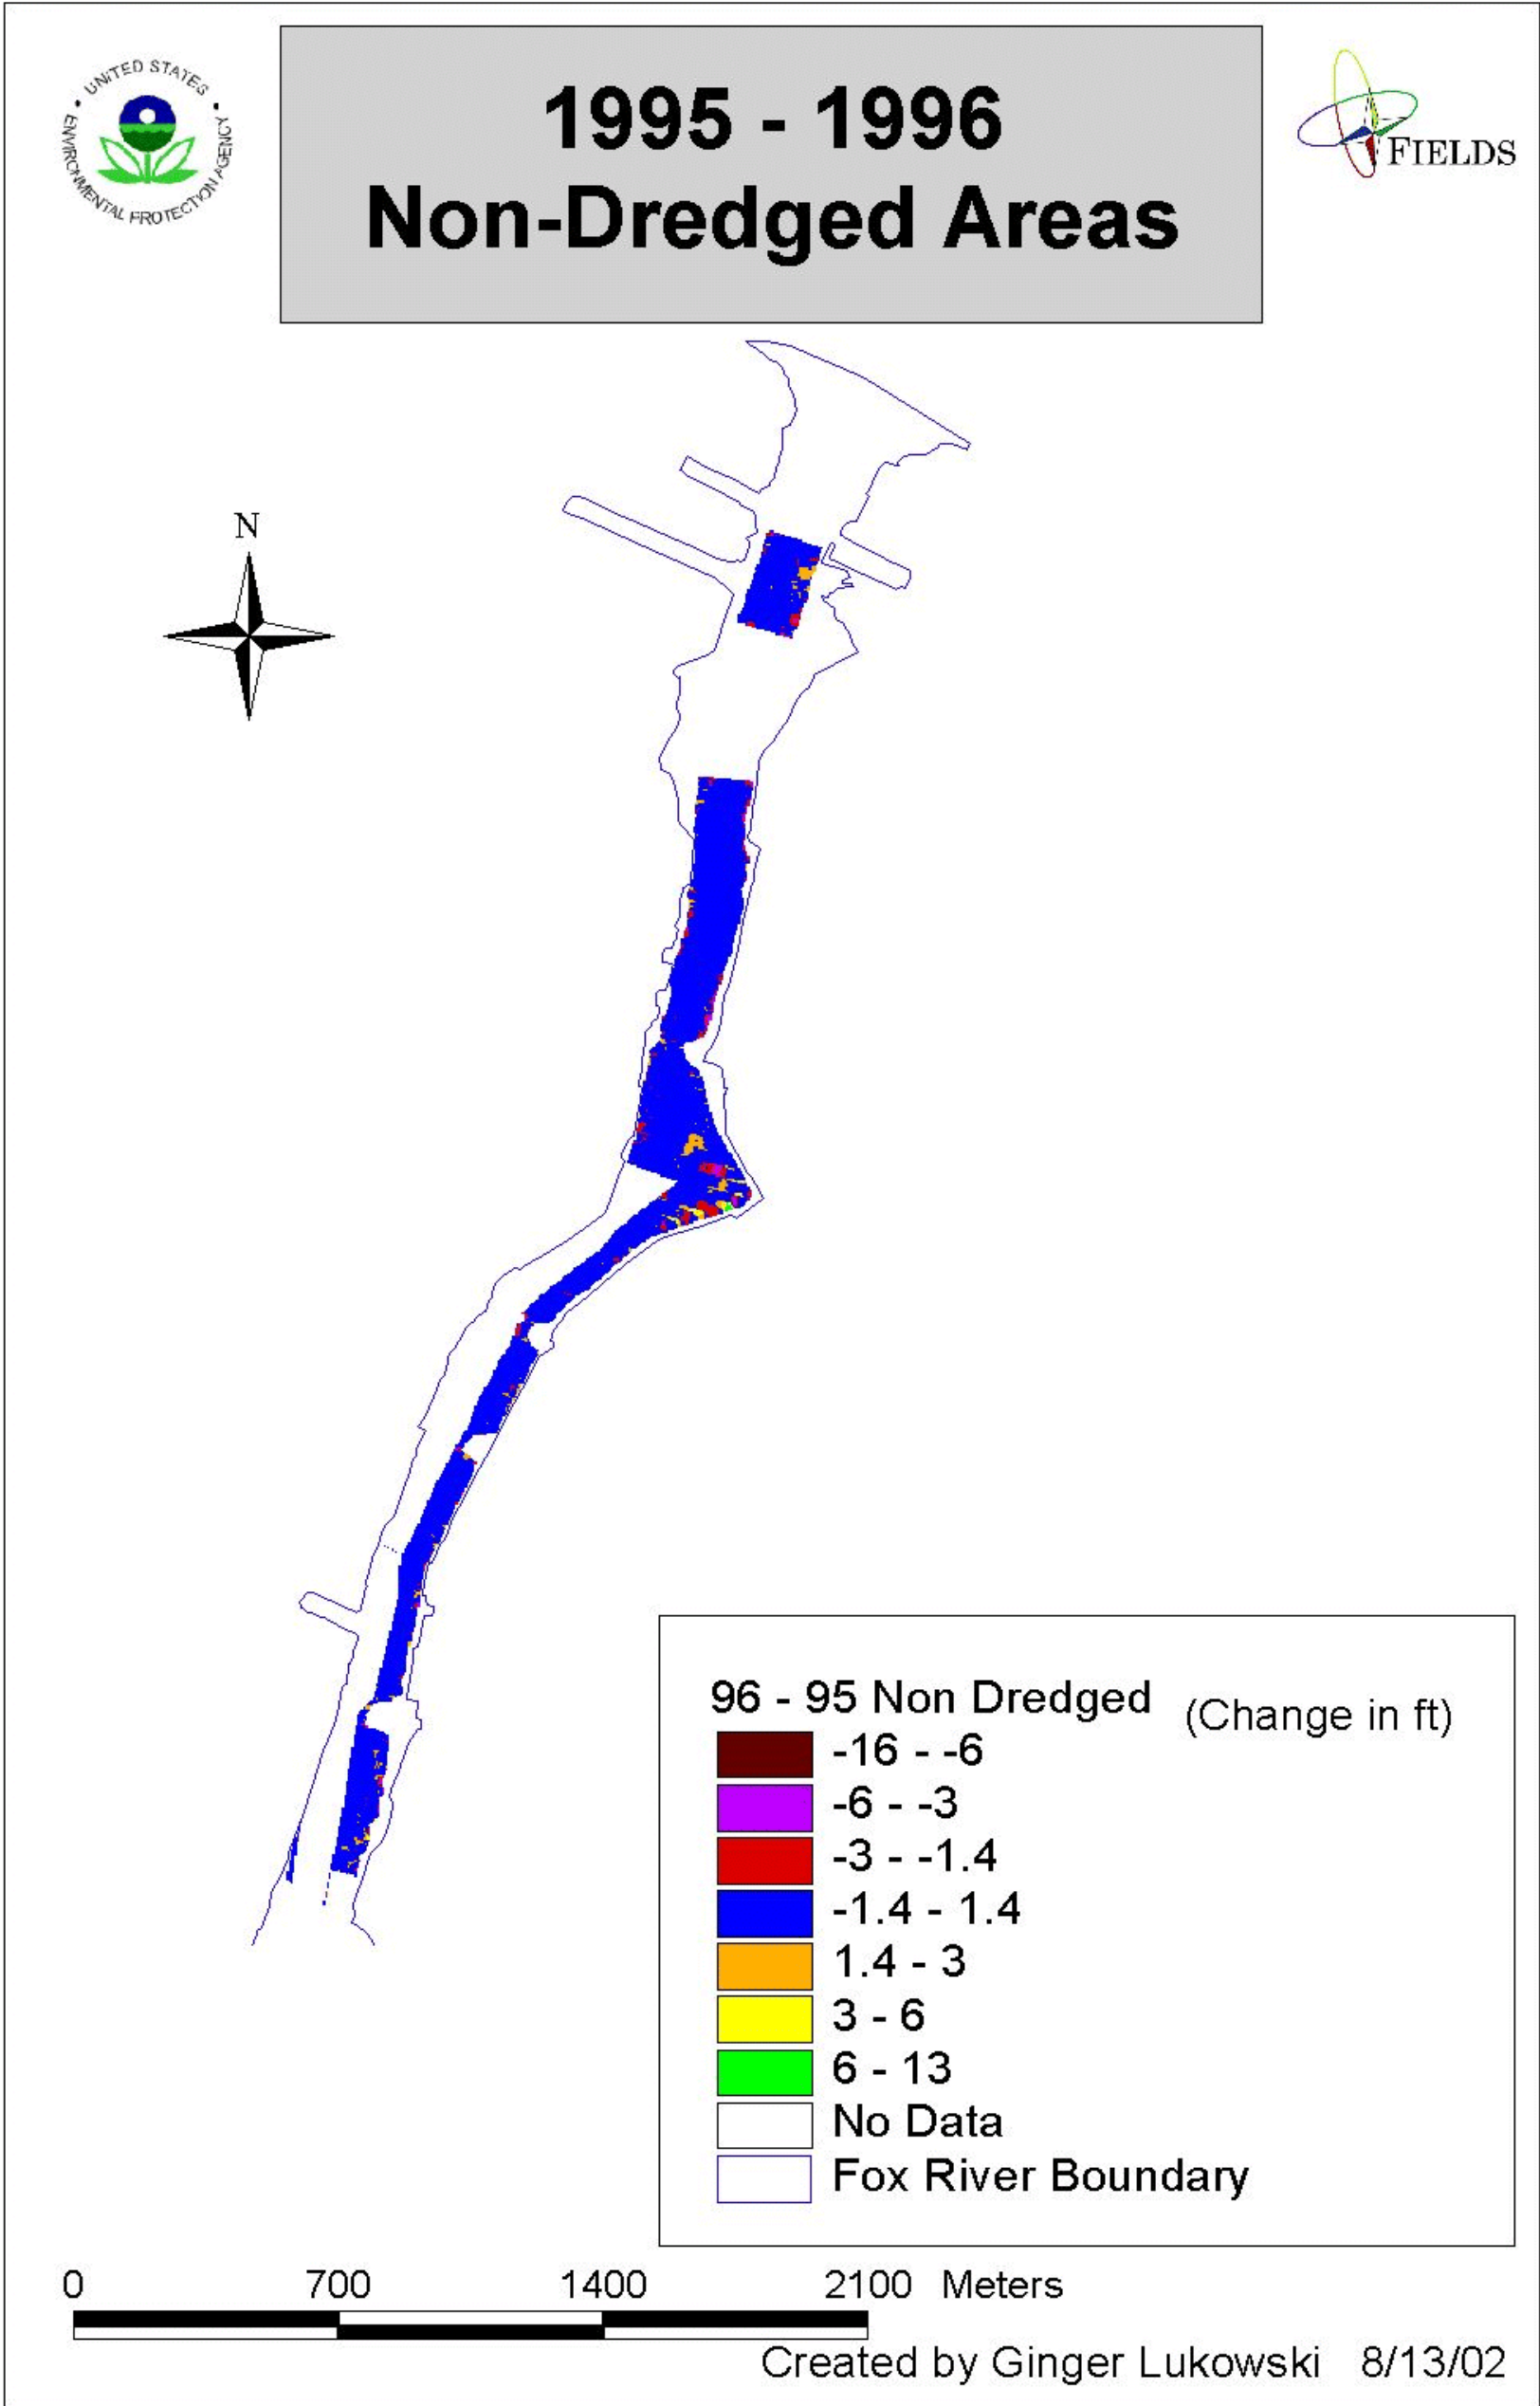 UNITED STATES
• ENVIRONMENTAL PROTECTION AGENCY •
1995 - 1996
Non-Dredged Areas
FIELDS
N
96 - 95 Non Dredged (Change in ft)
-16 - -6
-6 - -3
-3 - -1.4
-1.4 - 1.4
1.4 - 3
3 - 6
6 - 13
No Data
Fox River Boundary
0 700 1400 2100 Meters
Created by Ginger Lukowski 8/13/02